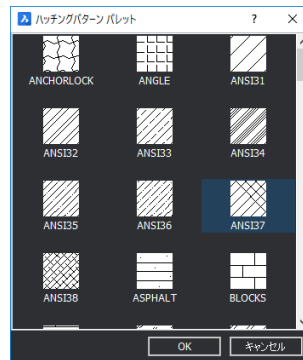 ハッチングパターン パレット ? ×
ANCHORLOCK ANGLE ANSI31
ANSI32 ANSI33 ANSI34
ANSI35 ANSI36 ANSI37
ANSI38 ASPHALT BLOCKS
OK キャンセル